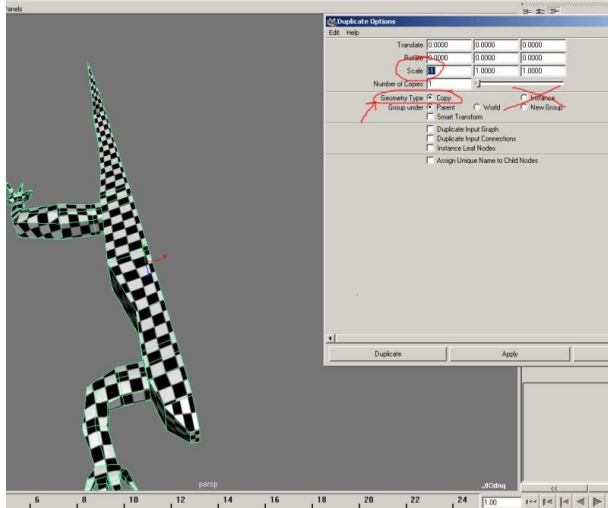 Panels
Duplicate Options
Edit Help
Translate 0.0000 0.0000 0.0000
Rotate 0.0000 0.0000 0.0000
Scale -1 1.0000 1.0000
Number of Copies 1
Geometry Type Copy Instance
Group under Parent World New Group
Smart Transform
Duplicate Input Graph
Duplicate Input Connections
Instance Leaf Nodes
Assign Unique Name to Child Nodes
Duplicate Apply
persp
6 8 10 12 14 16 18 20 22 24 1.00